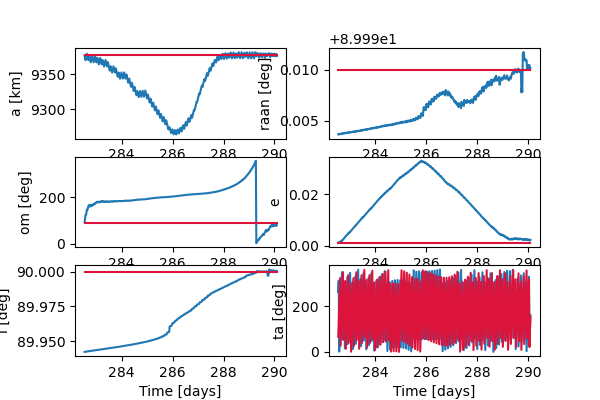 +8.999e1
a [km]
9350
9300
284 286 288 290
raan [deg]
0.010
0.005
284 286 288 290
om [deg]
200
0
284 286 288 290
e
0.02
0.00
284 286 288 290
[deg]
90.000
89.975
89.950
284 286 288 290
Time [days]
ta [deg]
200
0
284 286 288 290
Time [days]